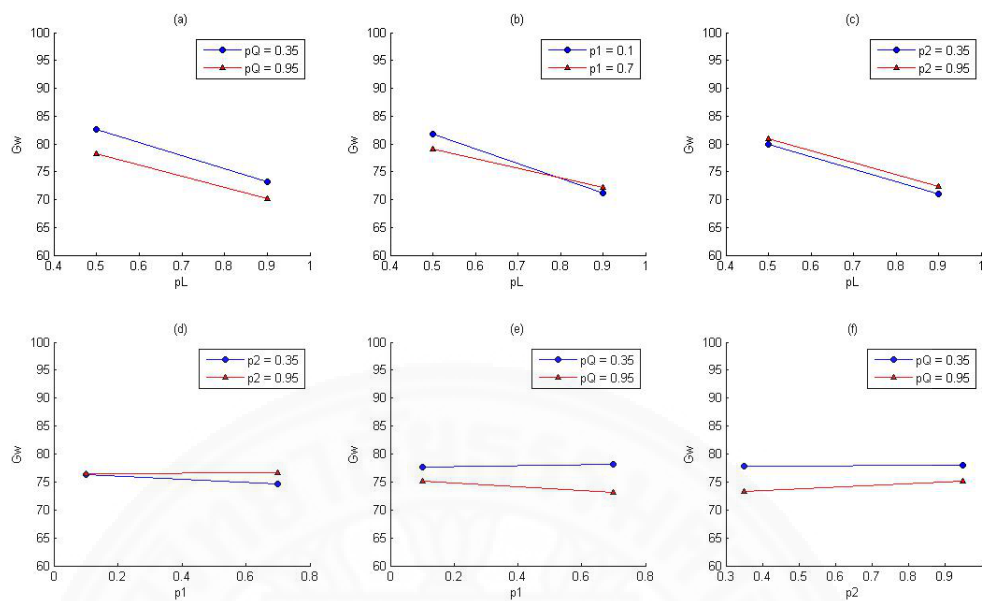 (a)
100
95
90
85
80
75
70
65
60
Gw
pQ = 0.35
pQ = 0.95
0.4 0.5 0.6 0.7 0.8 0.9 1
pL
(b)
100
95
90
85
80
75
70
65
60
Gw
p1 = 0.1
p1 = 0.7
0.4 0.5 0.6 0.7 0.8 0.9 1
pL
(c)
100
95
90
85
80
75
70
65
60
Gw
p2 = 0.35
p2 = 0.95
0.4 0.5 0.6 0.7 0.8 0.9 1
pL
(d)
100
95
90
85
80
75
70
65
60
Gw
p2 = 0.35
p2 = 0.95
0 0.2 0.4 0.6 0.8
p1
(e)
100
95
90
85
80
75
70
65
60
Gw
pQ = 0.35
pQ = 0.95
0 0.2 0.4 0.6 0.8
p1
(f)
100
95
90
85
80
75
70
65
60
Gw
pQ = 0.35
pQ = 0.95
0.3 0.4 0.5 0.6 0.7 0.8 0.9
p2